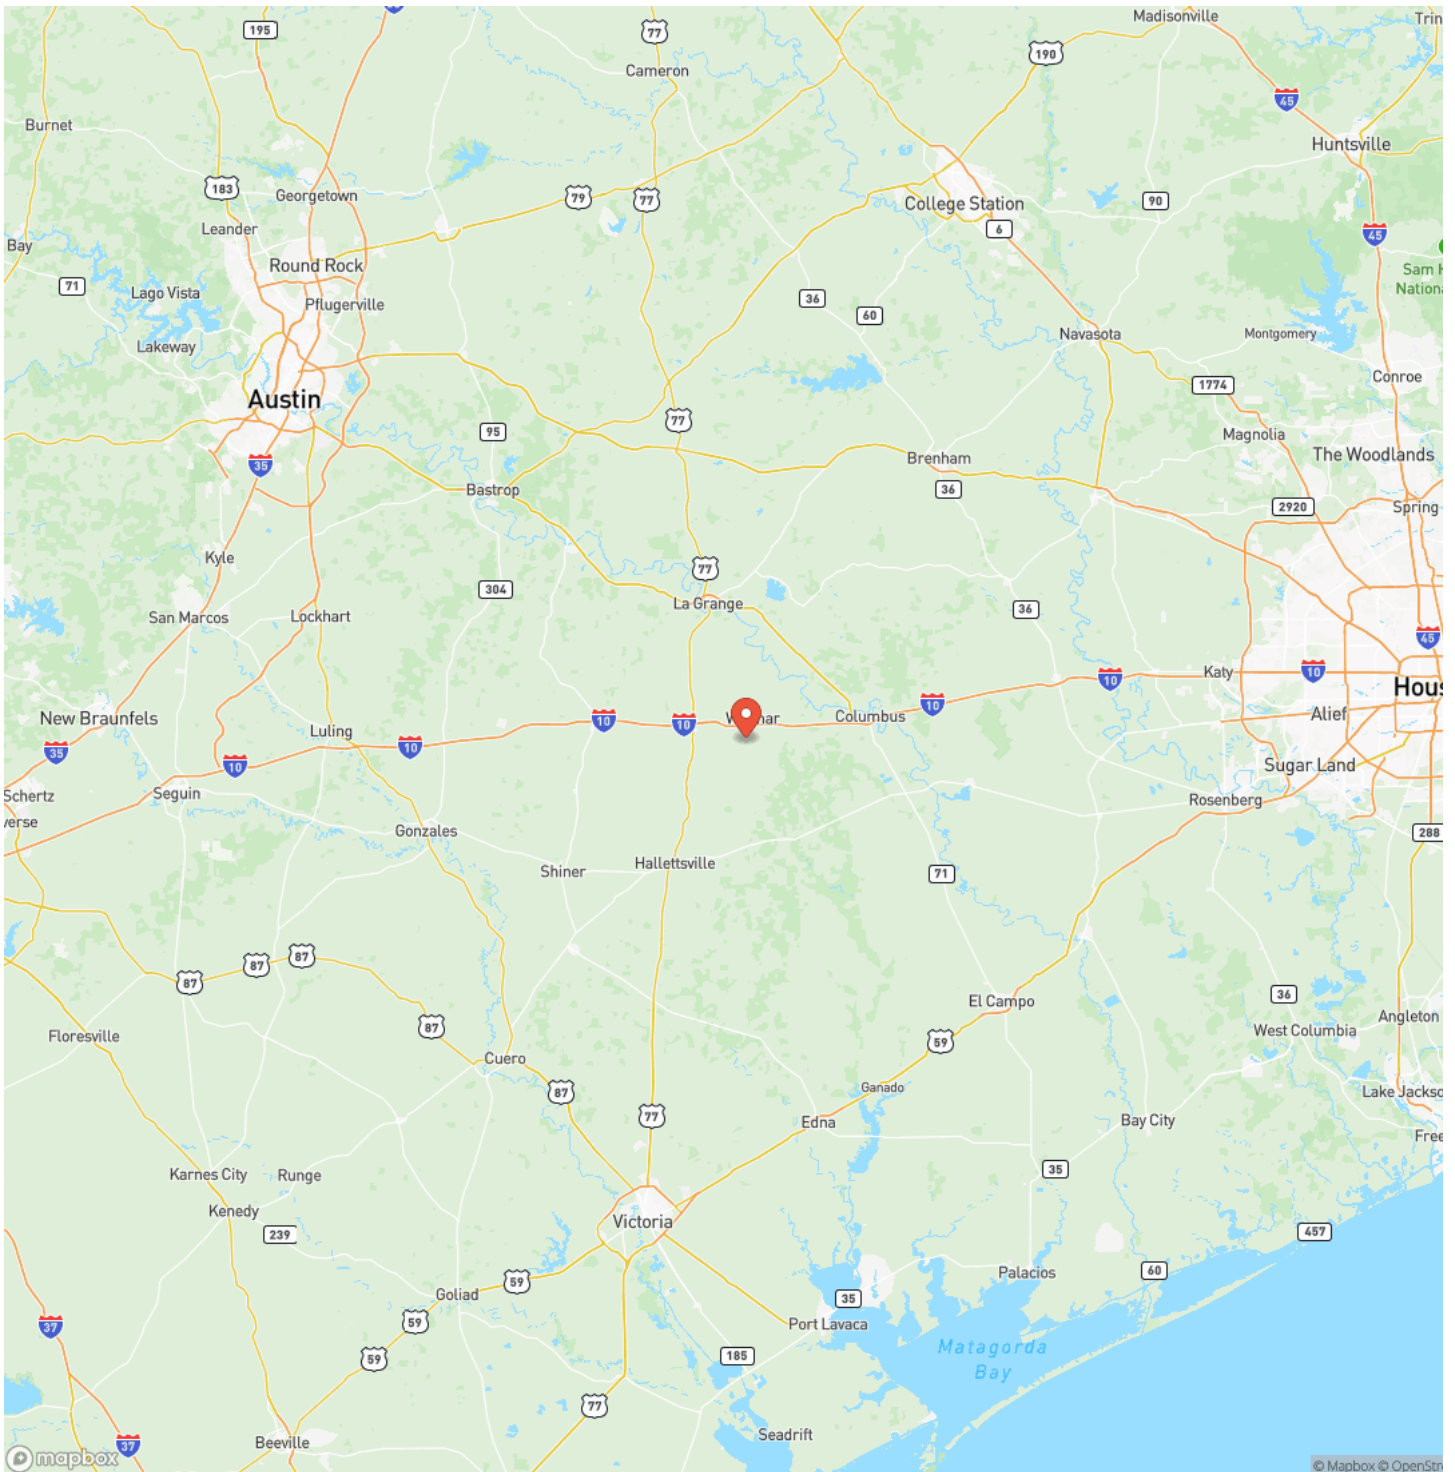 Madisonville
Trin
195
77
190
Cameron
45
Burnet
Huntsville
183
79
77
Georgetown
90
College Station
Leander
6
45
Bay
Round Rock
Sam H
Nationa
71
Lago Vista
Pflugerville
36
60
Lakeway
Navasota
Montgomery
Conroe
1774
Austin
77
95
Magnolia
The Woodlands
35
Brenham
Bastrop
36
2920
Spring
Kyle
77
304
La Grange
36
San Marcos
Lockhart
45
10
Katy
10
Hous
New Braunfels
10
10
Columbus
10
Alief
35
Luling
10
10
Sugar Land
Schertz
Seguin
Rosenberg
verse
Gonzales
288
Hallettsville
Shiner
71
87
87
87
36
El Campo
Angleton
87
West Columbia
Floresville
59
Cuero
87
Ganado
Lake Jackso
77
Edna
Bay City
Free
35
Karnes City
Runge
Kenedy
Victoria
239
457
Palacios
60
59
Goliad
35
59
37
Port Lavaca
59
185
Matagorda
Bay
77
Seadrift
Beeville
37
mapbox
© Mapbox © OpenStr